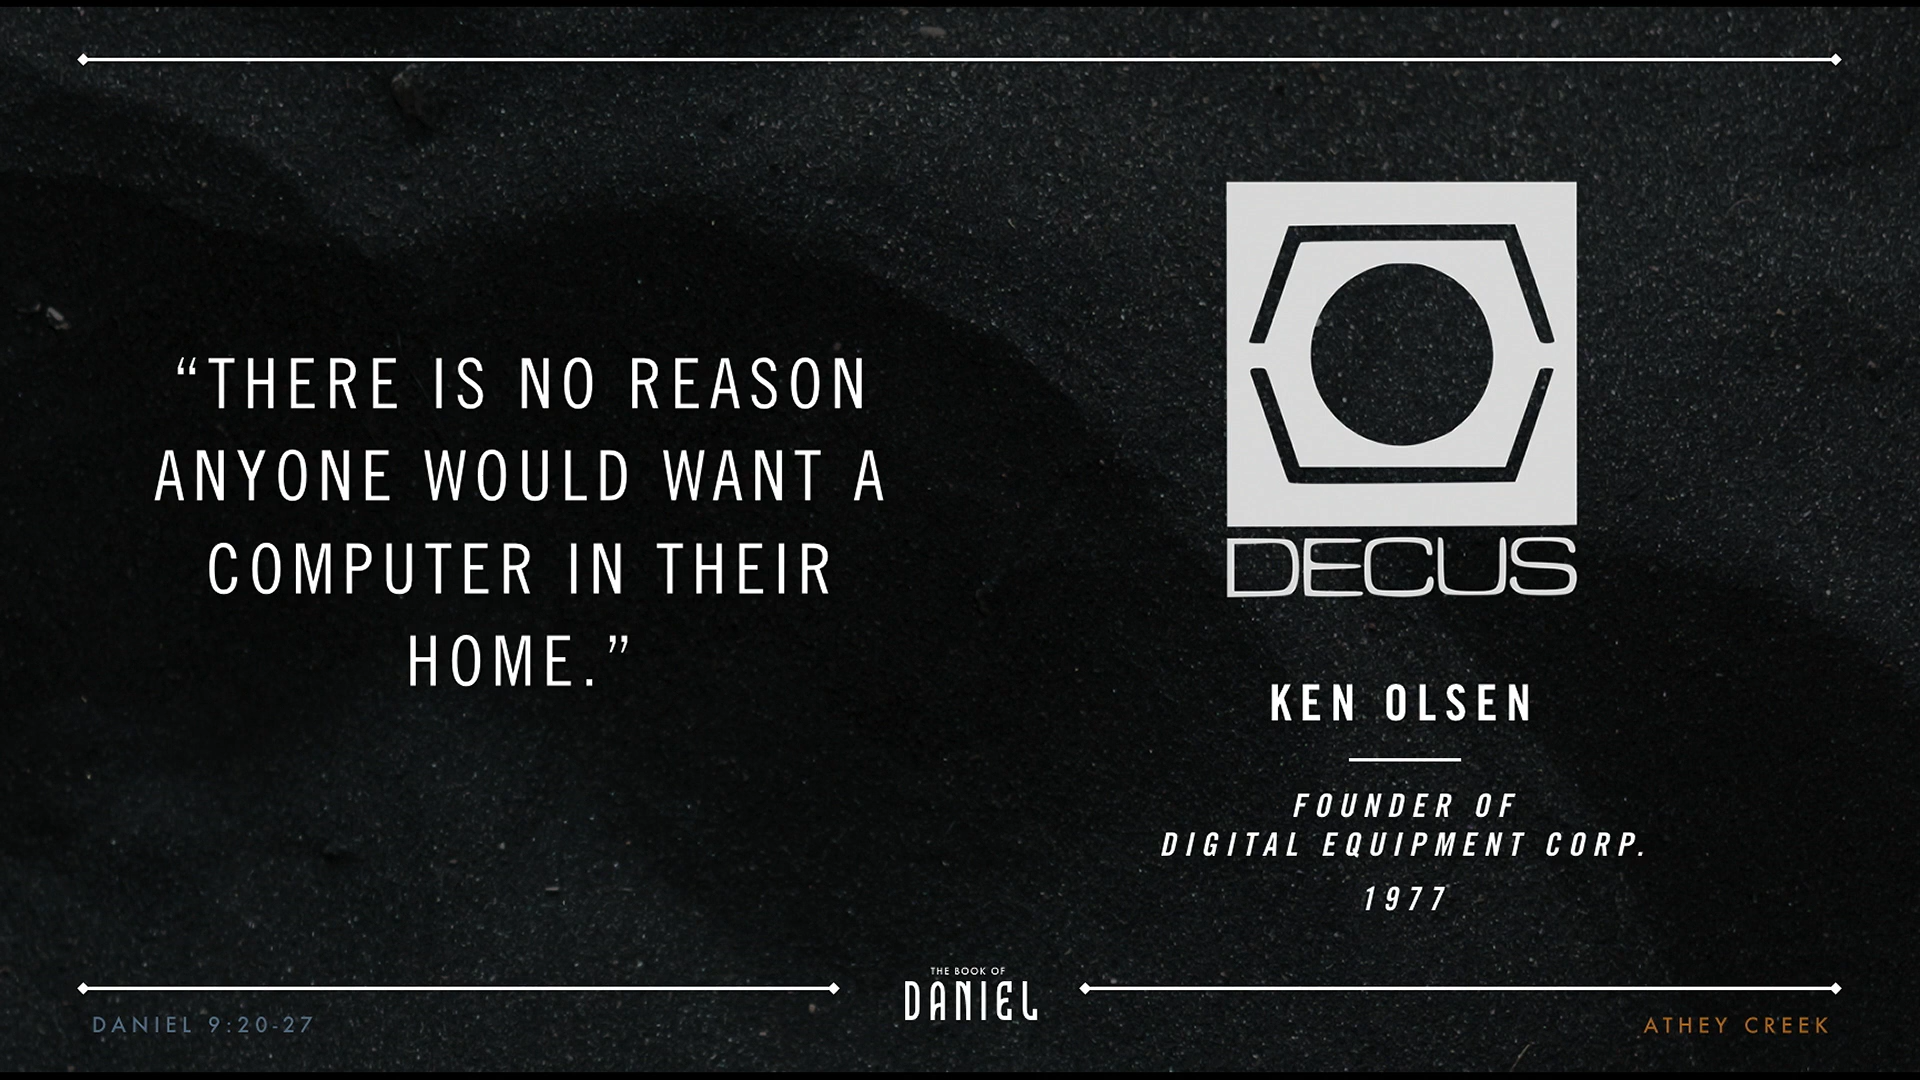 “THERE IS NO REASON
ANYONE WOULD WANT A
COMPUTER IN THEIR
HOME.”
DECUS
KEN OLSEN
FOUNDER OF
DIGITAL EQUIPMENT CORP.
1977
THE BOOK OF
DANIEL
DANIEL 9:20-27
ATHEY CREEK